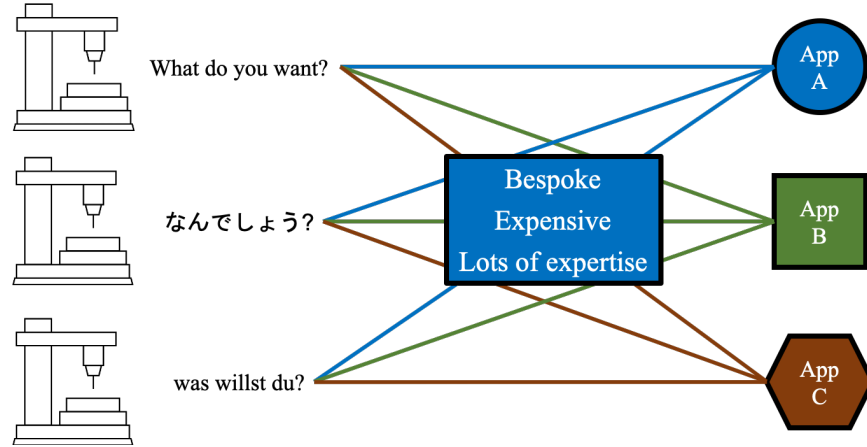 What do you want?
App
A
Bespoke
Expensive
Lots of expertise
なんでしょう?
App
B
was willst du?
App
C